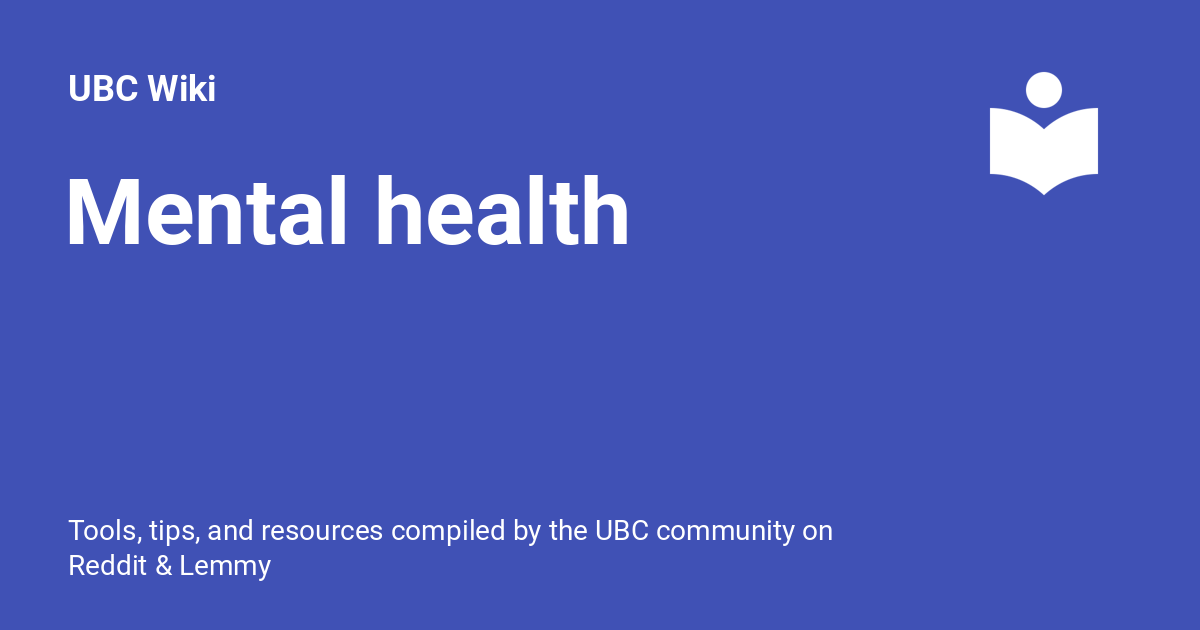 UBC Wiki
Mental health
Tools, tips, and resources compiled by the UBC community on
Reddit & Lemmy